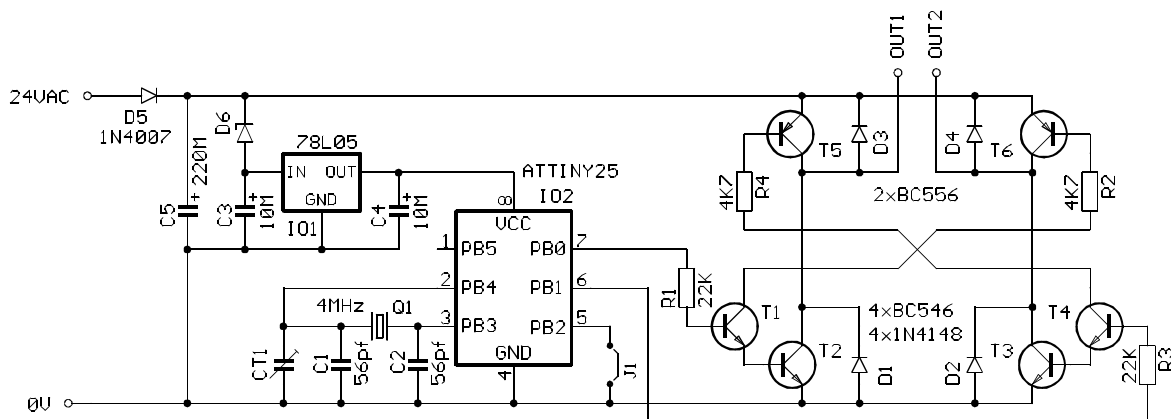 OUT1
OUT2
24VAC
D5
1N4007
D6
78L05
IN OUT
GND
IO1
C5
220M
+
C3
10M
+
C4
10M
+
ATTINY25
IO2
8
VCC
1 PB5
PB0 7
2 PB4
PB1 6
3 PB3
PB2 5
GND
4
4MHz
Q1
CT1
C1
56pf
C2
56pf
J1
R1
22K
T5
D3
D4
T6
4K7
R4
4K7
R2
2×BC556
T1
T2
4×BC546
4×1N4148
D1
D2
T3
T4
22K
R3
0V